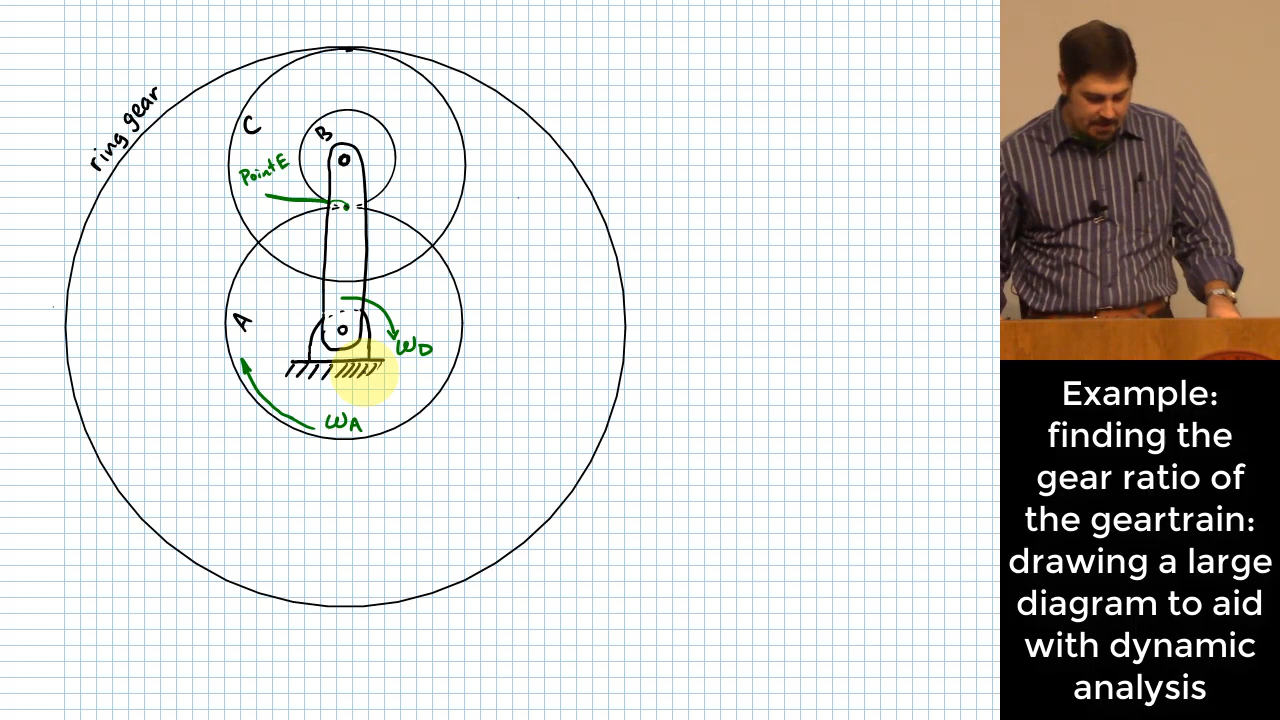 ring gear
C
B
Point E
A
ωD
ωA
Example:
finding the
gear ratio of
the geartrain:
drawing a large
diagram to aid
with dynamic
analysis